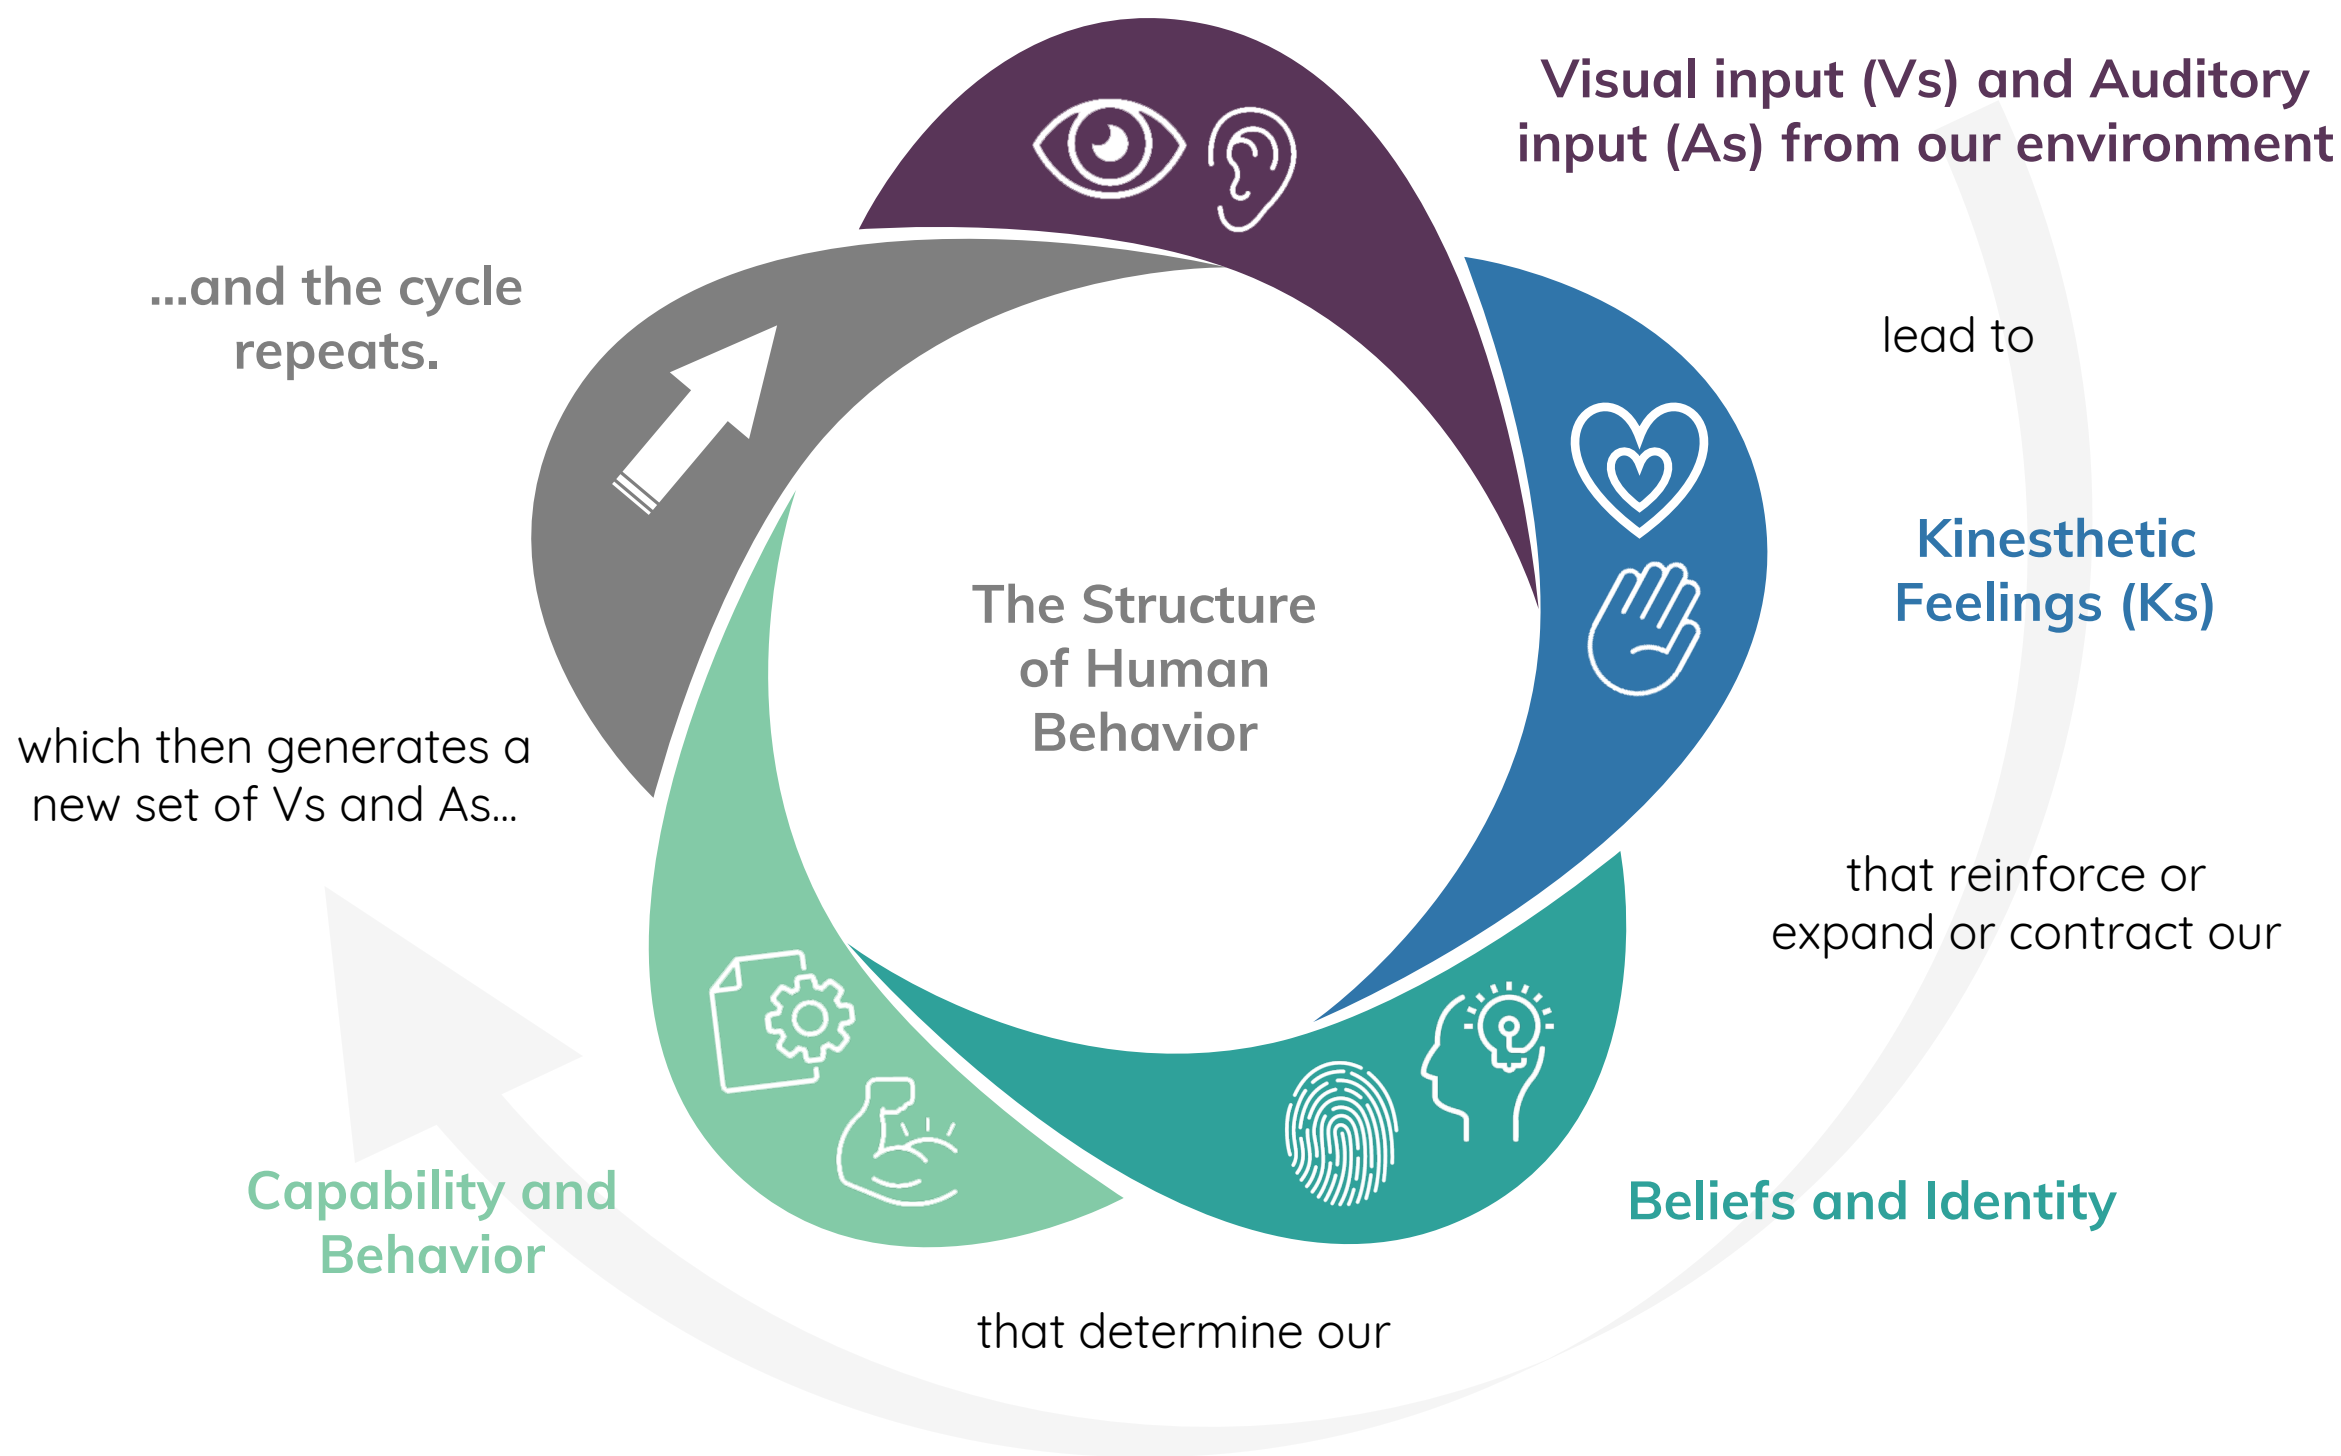 Visual input (Vs) and Auditory
input (As) from our environment
lead to
Kinesthetic
Feelings (Ks)
that reinforce or
expand or contract our
Beliefs and Identity
that determine our
Capability and
Behavior
which then generates a
new set of Vs and As...
...and the cycle
repeats.
The Structure
of Human
Behavior